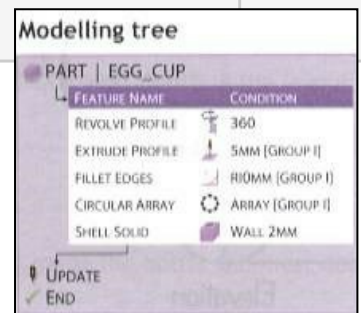 Modelling tree
PART | EGG_CUP
FEATURE NAME CONDITION
REVOLVE PROFILE 360
EXTRUDE PROFILE 5MM (GROUP I)
FILLET EDGES R10MM (GROUP I)
CIRCULAR ARRAY ARRAY (GROUP I)
SHELL SOLID WALL 2MM
UPDATE
END